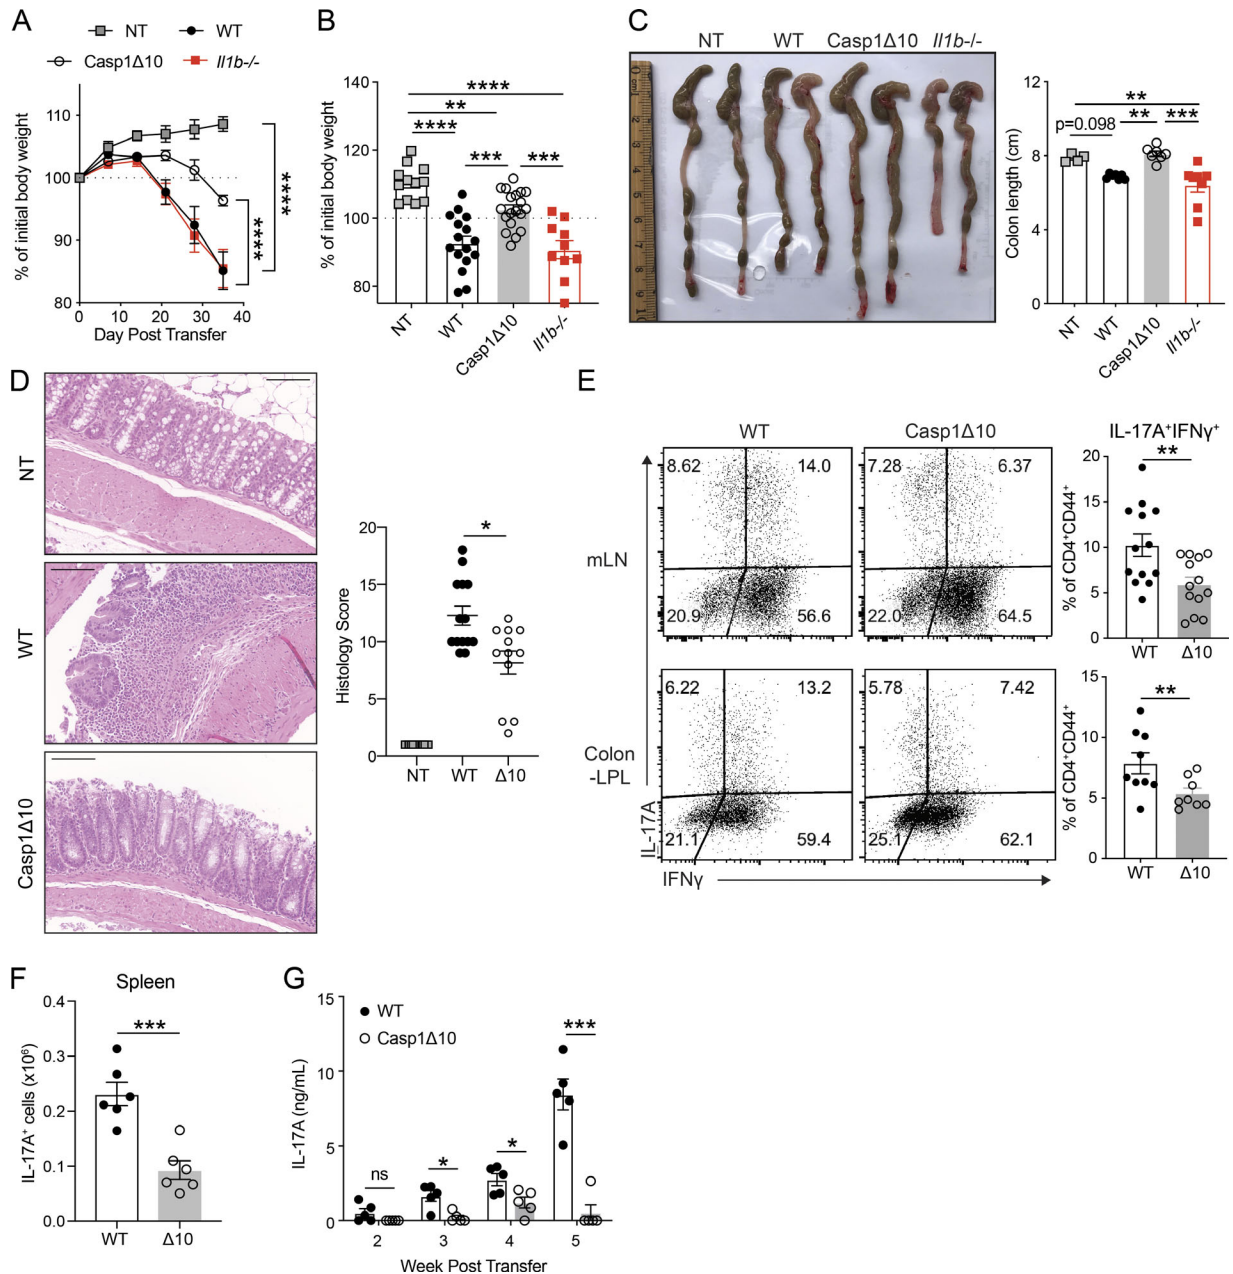 A
NT
WT
Casp1Δ10
Il1b-/-
% of initial body weight
110
100
90
80
0
10
20
30
40
Day Post Transfer
****
****
B
% of initial body weight
140
120
100
80
****
**
****
***
***
NT
WT
Casp1Δ10
Il1b-/-
C
NT
WT
Casp1Δ10
Il1b-/-
Colon length (cm)
12
8
4
0
**
p=0.098
**
***
NT
WT
Casp1Δ10
Il1b-/-
D
NT
WT
Casp1Δ10
Histology Score
20
15
10
5
0
*
NT
WT
Δ10
E
WT
Casp1Δ10
IL-17A⁺IFNγ⁺
mLN
8.62
14.0
20.9
56.6
7.28
6.37
22.0
64.5
% of CD4⁺CD44⁺
20
15
10
5
0
**
WT
Δ10
Colon
-LPL
6.22
13.2
21.1
59.4
5.78
7.42
25.1
62.1
IL-17A
IFNγ
% of CD4⁺CD44⁺
15
10
5
0
**
WT
Δ10
F
Spleen
IL-17A⁺ cells (x10⁶)
0.4
0.3
0.2
0.1
0.0
***
WT
Δ10
G
WT
Casp1Δ10
IL-17A (ng/mL)
15
10
5
0
ns
*
*
***
2
3
4
5
Week Post Transfer